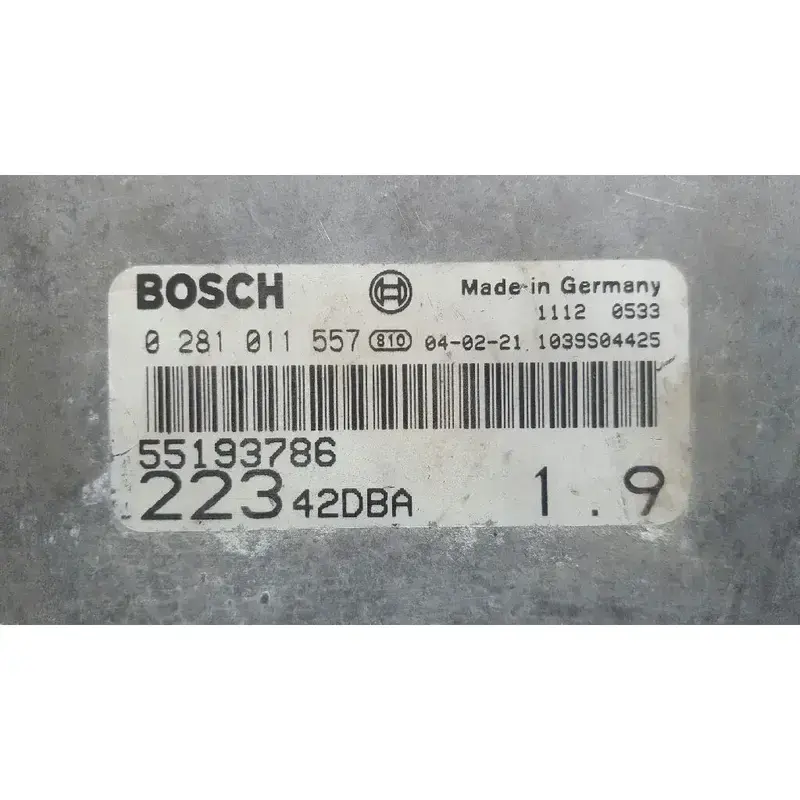 BOSCH Made in Germany
1112 0533
0 281 011 557 810 04-02-21 1039S04425
55193786
223 42DBA 1.9